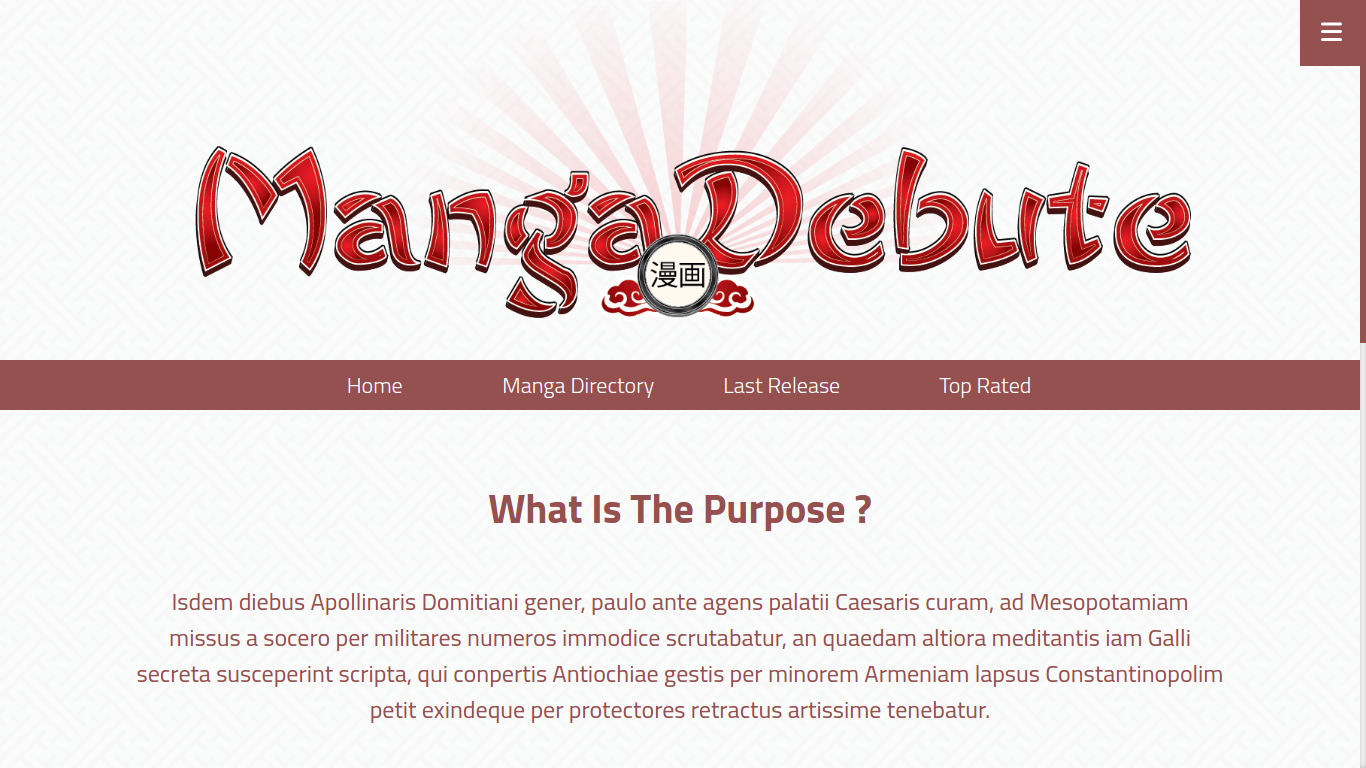 Manga Debute
漫画
Home Manga Directory Last Release Top Rated
What Is The Purpose ?
Isdem diebus Apollinaris Domitiani gener, paulo ante agens palatii Caesaris curam, ad Mesopotamiam
missus a socero per militares numeros immodice scrutabatur, an quaedam altiora meditantis iam Galli
secreta susceperint scripta, qui conpertis Antiochiae gestis per minorem Armeniam lapsus Constantinopolim
petit exindeque per protectores retractus artissime tenebatur.